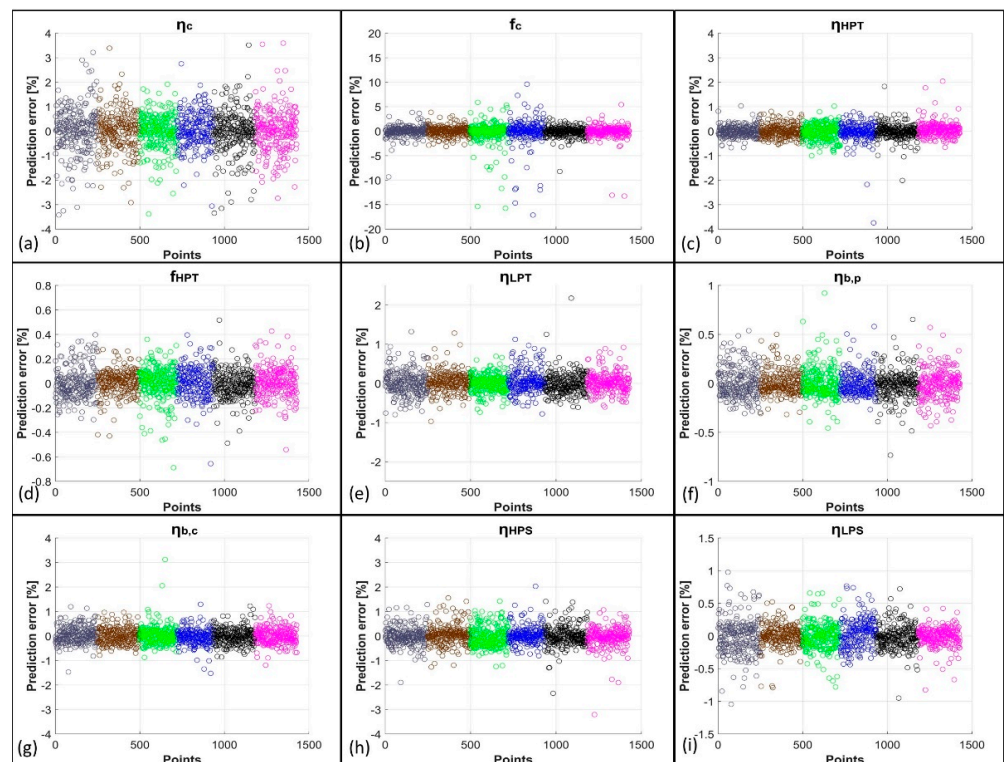 ηc
Prediction error [%]
4
3
2
1
0
-1
-2
-3
-4
0 500 1000 1500
Points
(a)
fc
Prediction error [%]
20
15
10
5
0
-5
-10
-15
-20
0 500 1000 1500
Points
(b)
ηHPT
Prediction error [%]
4
3
2
1
0
-1
-2
-3
-4
0 500 1000 1500
Points
(c)
fHPT
Prediction error [%]
0.8
0.6
0.4
0.2
0
-0.2
-0.4
-0.6
-0.8
0 500 1000 1500
Points
(d)
ηLPT
Prediction error [%]
2
1
0
-1
-2
0 500 1000 1500
Points
(e)
ηb,p
Prediction error [%]
1
0.5
0
-0.5
-1
0 500 1000 1500
Points
(f)
ηb,c
Prediction error [%]
4
3
2
1
0
-1
-2
-3
-4
0 500 1000 1500
Points
(g)
ηHPS
Prediction error [%]
4
3
2
1
0
-1
-2
-3
-4
0 500 1000 1500
Points
(h)
ηLPS
Prediction error [%]
1.5
1
0.5
0
-0.5
-1
-1.5
0 500 1000 1500
Points
(i)